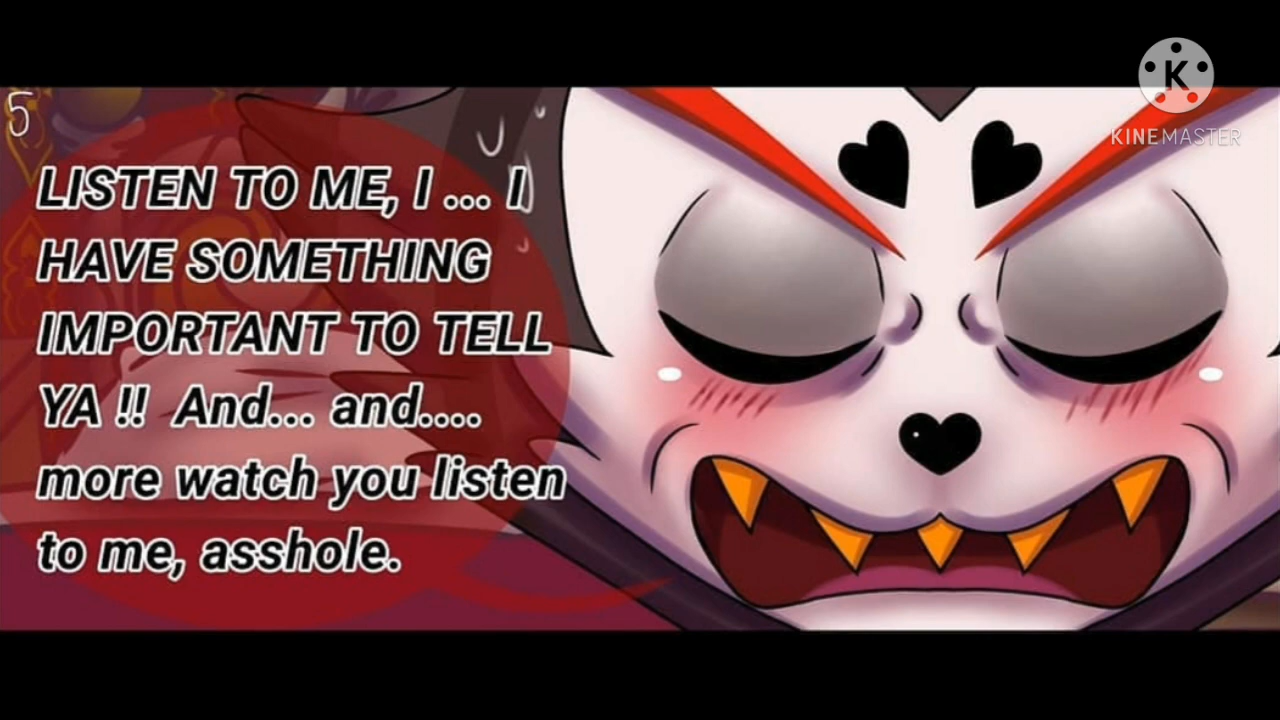 5
LISTEN TO ME, I ... I
HAVE SOMETHING
IMPORTANT TO TELL
YA !! And... and....
more watch you listen
to me, asshole.
K
KINEMASTER